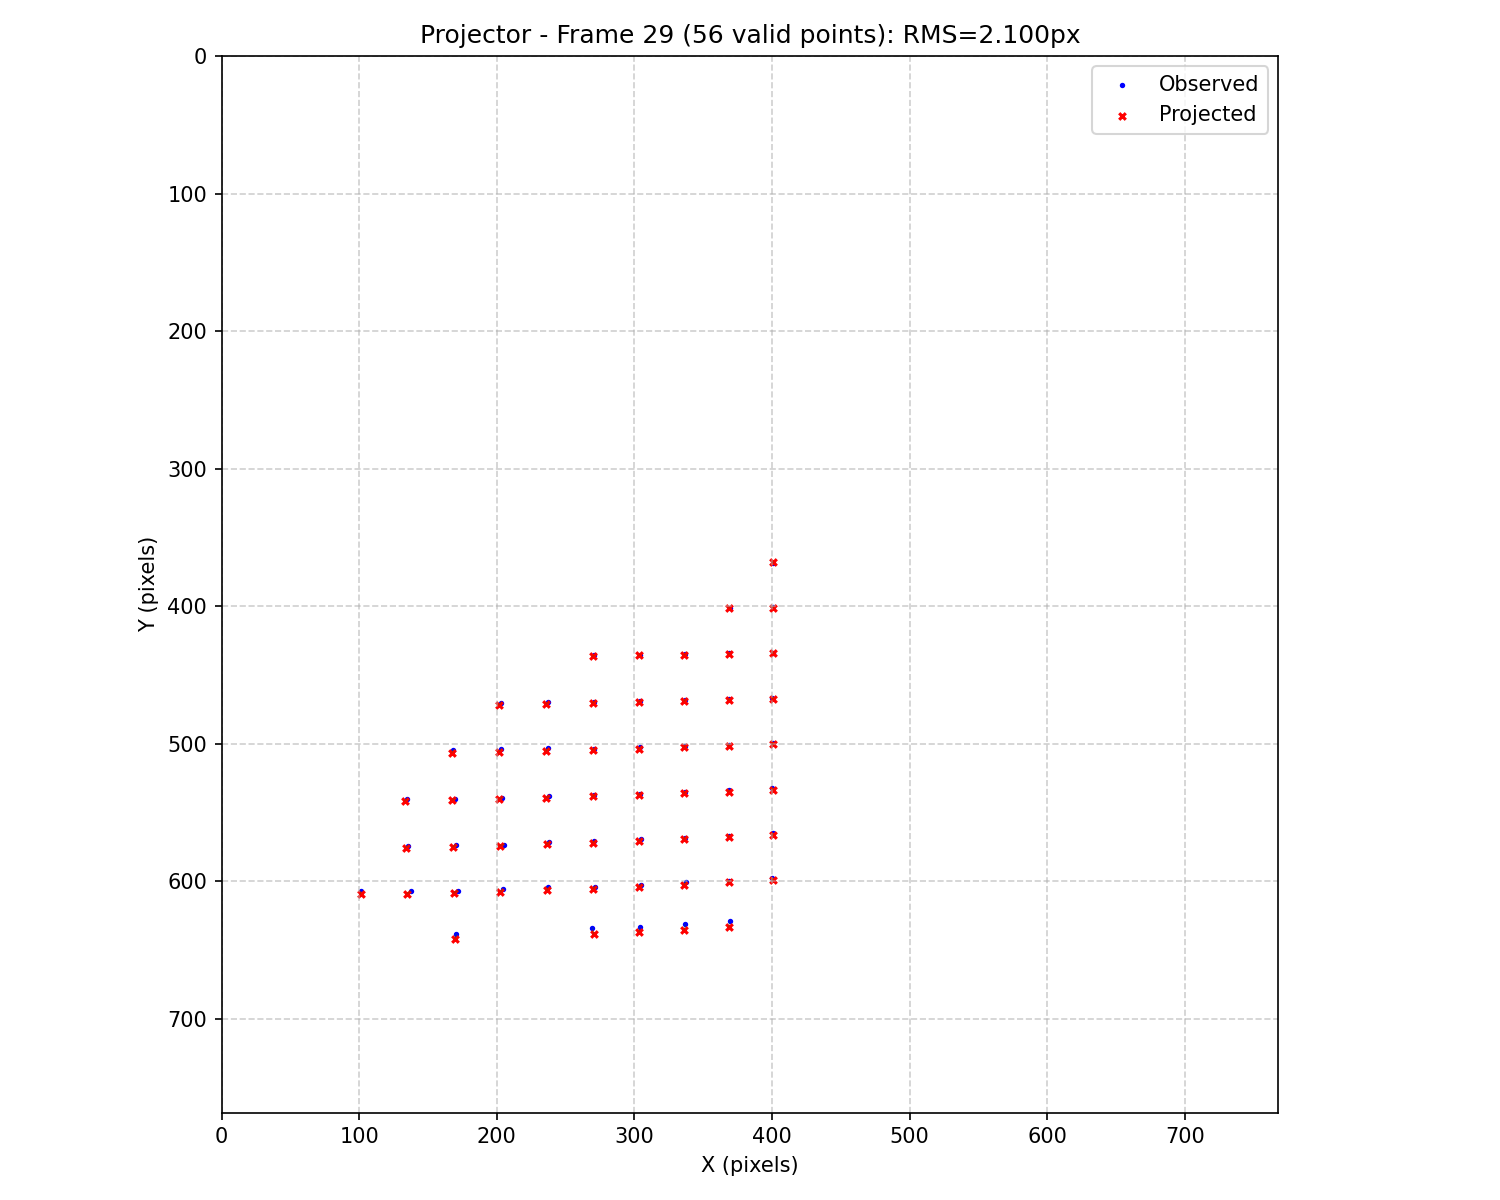 Projector - Frame 29 (56 valid points): RMS=2.100px
Observed
Projected
0
100
200
300
400
500
600
700
Y (pixels)
0 100 200 300 400 500 600 700
X (pixels)